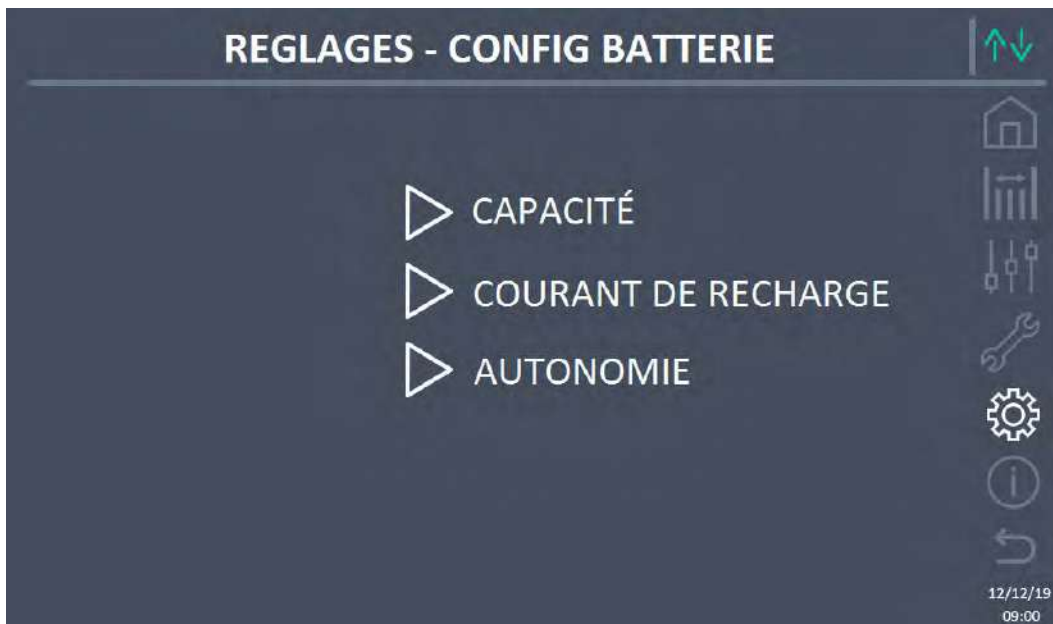 REGLAGES - CONFIG BATTERIE
CAPACITÉ
COURANT DE RECHARGE
AUTONOMIE
12/12/19
09:00